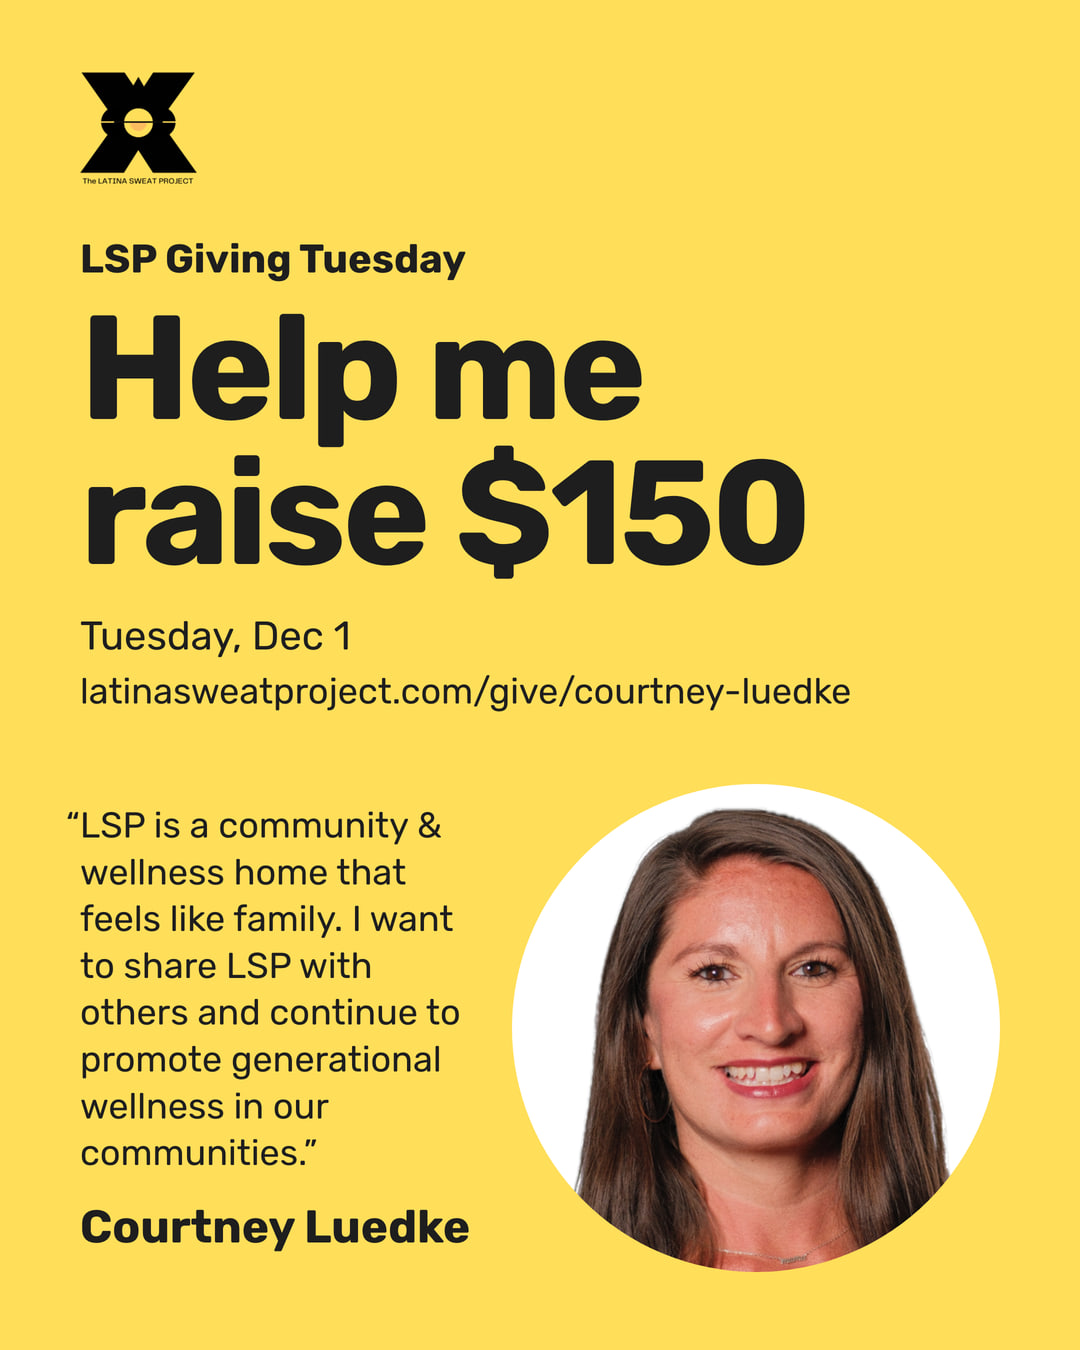 The LATINA SWEAT PROJECT
LSP Giving Tuesday
Help me
raise $150
Tuesday, Dec 1
latinasweatproject.com/give/courtney-luedke
“LSP is a community &
wellness home that
feels like family. I want
to share LSP with
others and continue to
promote generational
wellness in our
communities.”
Courtney Luedke